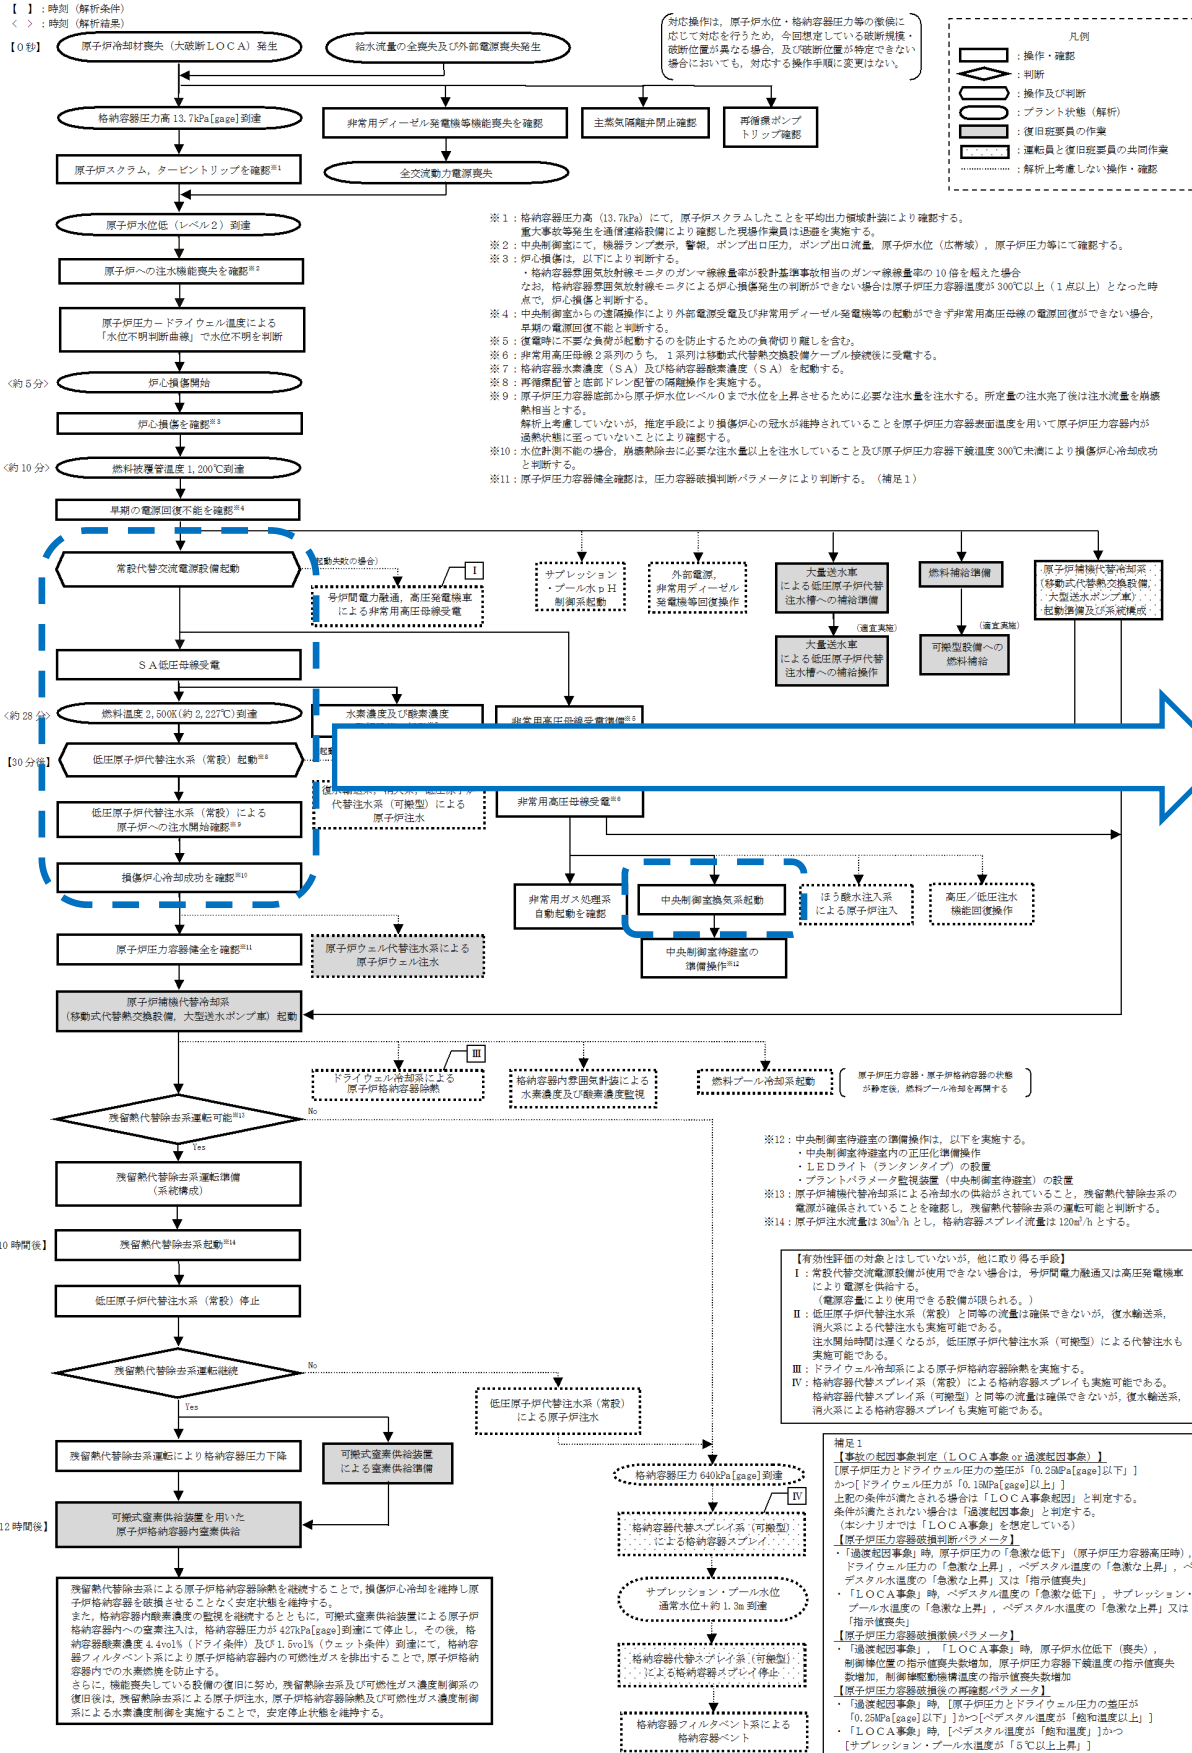 【　】：時刻（解析条件）
＜　＞：時刻（解析結果）
【０秒】
原子炉冷却材喪失（大破断ＬＯＣＡ）発生
給水流量の全喪失及び外部電源喪失発生
対応操作は，原子炉水位・格納容器圧力等の徴候に
応じて対応を行うため，今回想定している破断規模・
破断位置が異なる場合，及び破断位置が特定できない
場合においても，対応する操作手順に変更はない。
凡例
：操作・確認
：判断
：操作及び判断
：プラント状態（解析）
：復旧班要員の作業
：運転員と復旧班要員の共同作業
：解析上考慮しない操作・確認
格納容器圧力高 13.7kPa[gage]到達
非常用ディーゼル発電機等機能喪失を確認
主蒸気隔離弁閉止確認
再循環ポンプ
トリップ確認
原子炉スクラム，タービントリップを確認※1
全交流動力電源喪失
原子炉水位低（レベル２）到達
原子炉への注水機能喪失を確認※2
原子炉圧力－ドライウェル温度による
「水位不明判断曲線」で水位不明を判断
＜約５分＞
炉心損傷開始
炉心損傷を確認※3
＜約 10 分＞
燃料被覆管温度 1,200℃到達
早期の電源回復不能を確認※4
※１：格納容器圧力高（13.7kPa）にて，原子炉スクラムしたことを平均出力領域計装により確認する。
重大事故等発生を通信連絡設備により確認した現場作業員は退避を実施する。
※２：中央制御室にて，機器ランプ表示，警報，ポンプ出口圧力，ポンプ出口流量，原子炉水位（広帯域），原子炉圧力等にて確認する。
※３：炉心損傷は，以下により判断する。
・格納容器雰囲気放射線モニタのガンマ線線量率が設計基準事故相当のガンマ線線量率の 10 倍を超えた場合
なお，格納容器雰囲気放射線モニタによる炉心損傷発生の判断ができない場合は原子炉圧力容器温度が 300℃以上（１点以上）となった時
点で，炉心損傷と判断する。
※４：中央制御室からの遠隔操作により外部電源受電及び非常用ディーゼル発電機等の起動ができず非常用高圧母線の電源回復ができない場合，
早期の電源回復不能と判断する。
※５：復電時に不要な負荷が起動するのを防止するための負荷切り離しを含む。
※６：非常用高圧母線２系列のうち，１系列は移動式代替熱交換設備ケーブル接続後に受電する。
※７：格納容器水素濃度（ＳＡ）及び格納容器酸素濃度（ＳＡ）を起動する。
※８：再循環配管と底部ドレン配管の隔離操作を実施する。
※９：原子炉圧力容器底部から原子炉水位レベル０まで水位を上昇させるために必要な注水量を注水する。所定量の注水完了後は注水流量を崩壊
熱相当とする。
解析上考慮していないが，推定手段により損傷炉心の冠水が維持されていることを原子炉圧力容器表面温度を用いて原子炉圧力容器内が
過熱状態に至っていないことにより確認する。
※10：水位計測不能の場合，崩壊熱除去に必要な注水量以上を注水していること及び原子炉圧力容器下鏡温度 300℃未満により損傷炉心冷却成功
と判断する。
※11：原子炉圧力容器健全確認は，圧力容器破損判断パラメータにより判断する。（補足１）
常設代替交流電源設備起動
起動失敗の場合）
Ⅰ
号炉間電力融通，高圧発電機車
による非常用高圧母線受電
サプレッション
・プール水ｐＨ
制御系起動
外部電源，
非常用ディーゼル
発電機等回復操作
大量送水車
による低圧原子炉代替
注水槽への補給準備
燃料補給準備
原子炉補機代替冷却系
（移動式代替熱交換設備，
大型送水ポンプ車）
起動準備及び系統構成
（適宜実施）
（適宜実施）
大量送水車
による低圧原子炉代替
注水槽への補給操作
可搬型設備への
燃料補給
ＳＡ低圧母線受電
＜約 28 分＞
燃料温度 2,500K(約 2,227℃)到達
水素濃度及び酸素濃度
非常用高圧母線受電準備※5
【30 分後】
低圧原子炉代替注水系（常設）起動※8
起動
復水輸送系，消火系，低圧原子炉
代替注水系（可搬型）による
原子炉注水
非常用高圧母線受電※6
低圧原子炉代替注水系（常設）による
原子炉への注水開始確認※9
損傷炉心冷却成功を確認※10
非常用ガス処理系
自動起動を確認
中央制御室換気系起動
ほう酸水注入系
による原子炉注入
高圧／低圧注水
機能回復操作
原子炉圧力容器健全を確認※11
原子炉ウェル代替注水系による
原子炉ウェル注水
中央制御室待避室の
準備操作※12
原子炉補機代替冷却系
（移動式代替熱交換設備，大型送水ポンプ車）起動
Ⅲ
ドライウェル冷却系による
原子炉格納容器除熱
格納容器内雰囲気計装による
水素濃度及び酸素濃度監視
燃料プール冷却系起動
原子炉圧力容器・原子炉格納容器の状態
が静定後，燃料プール冷却を再開する
残留熱代替除去系運転可能※13
No
Yes
※12：中央制御室待避室の準備操作は，以下を実施する。
・中央制御室待避室内の正圧化準備操作
・ＬＥＤライト（ランタンタイプ）の設置
・プラントパラメータ監視装置（中央制御室待避室）の設置
※13：原子炉補機代替冷却系による冷却水の供給がされていること，残留熱代替除去系の
電源が確保されていることを確認し，残留熱代替除去系の運転可能と判断する。
※14：原子炉注水流量は 30m³/h とし，格納容器スプレイ流量は 120m³/h とする。
残留熱代替除去系運転準備
（系統構成）
10 時間後】
残留熱代替除去系起動※14
低圧原子炉代替注水系（常設）停止
【有効性評価の対象とはしていないが，他に取り得る手段】
Ⅰ：常設代替交流電源設備が使用できない場合は，号炉間電力融通又は高圧発電機車
により電源を供給する。
（電源容量により使用できる設備が限られる。）
Ⅱ：低圧原子炉代替注水系（常設）と同等の流量は確保できないが，復水輸送系，
消火系による代替注水も実施可能である。
注水開始時間は遅くなるが，低圧原子炉代替注水系（可搬型）による代替注水も
実施可能である。
Ⅲ：ドライウェル冷却系による原子炉格納容器除熱を実施する。
Ⅳ：格納容器代替スプレイ系（常設）による格納容器スプレイも実施可能である。
格納容器代替スプレイ系（可搬型）と同等の流量は確保できないが，復水輸送系，
消火系による格納容器スプレイも実施可能である。
残留熱代替除去系運転継続
No
Yes
低圧原子炉代替注水系（常設）
による原子炉注水
残留熱代替除去系運転により格納容器圧力下降
可搬式窒素供給装置
による窒素供給準備
格納容器圧力 640kPa[gage]到達
Ⅳ
12 時間後】
可搬式窒素供給装置を用いた
原子炉格納容器内窒素供給
格納容器代替スプレイ系（可搬型）
による格納容器スプレイ
サプレッション・プール水位
通常水位＋約 1.3m 到達
格納容器代替スプレイ系（可搬型）
による格納容器スプレイ停止
格納容器フィルタベント系による
格納容器ベント
残留熱代替除去系による原子炉格納容器除熱を継続することで，損傷炉心冷却を維持し原
子炉格納容器を破損させることなく安定状態を維持する。
また，格納容器内酸素濃度の監視を継続するとともに，可搬式窒素供給装置による原子炉
格納容器内への窒素注入は，格納容器圧力が 427kPa[gage]到達にて停止し，その後，格
納容器酸素濃度 4.4vol%（ドライ条件）及び 1.5vol%（ウェット条件）到達にて，格納容
器フィルタベント系により原子炉格納容器内の可燃性ガスを排出することで，原子炉格納
容器内での水素燃焼を防止する。
さらに，機能喪失している設備の復旧に努め，残留熱除去系及び可燃性ガス濃度制御系の
復旧後は，残留熱除去系による原子炉注水，原子炉格納容器除熱及び可燃性ガス濃度制御
系による水素濃度制御を実施することで，安定停止状態を維持する。
補足１
【事故の起因事象判定（ＬＯＣＡ事象 or 過渡起因事象）】
[原子炉圧力とドライウェル圧力の差圧が「0.25MPa[gage]以下」]
かつ[ドライウェル圧力が「0.15MPa[gage]以上」]
上記の条件が満たされる場合は「ＬＯＣＡ事象起因」と判定する。
条件が満たされない場合は「過渡起因事象」と判定する。
（本シナリオでは「ＬＯＣＡ事象」を想定している）
【原子炉圧力容器破損判断パラメータ】
・「過渡起因事象」時，原子炉圧力の「急激な低下」（原子炉圧力容器高圧時），
ドライウェル圧力の「急激な上昇」，ペデスタル温度の「急激な上昇」，ペ
デスタル水温度の「急激な上昇」又は「指示値喪失」
・「ＬＯＣＡ事象」時，ペデスタル温度の「急激な低下」，サプレッション・
プール水温度の「急激な上昇」，ペデスタル水温度の「急激な上昇」又は
「指示値喪失」
【原子炉圧力容器破損徴候パラメータ】
・「過渡起因事象」，「ＬＯＣＡ事象」時，原子炉水位低下（喪失），
制御棒位置の指示値喪失数増加，原子炉圧力容器下鏡温度の指示値喪失
数増加，制御棒駆動機構温度の指示値喪失数増加
【原子炉圧力容器破損後の再確認パラメータ】
・「過渡起因事象」時，[原子炉圧力とドライウェル圧力の差圧が
「0.25MPa[gage]以下」]かつ[ペデスタル温度が「飽和温度以上」]
・「ＬＯＣＡ事象」時，[ペデスタル温度が「飽和温度」]かつ
[サプレッション・プール水温度が「５℃以上上昇」]